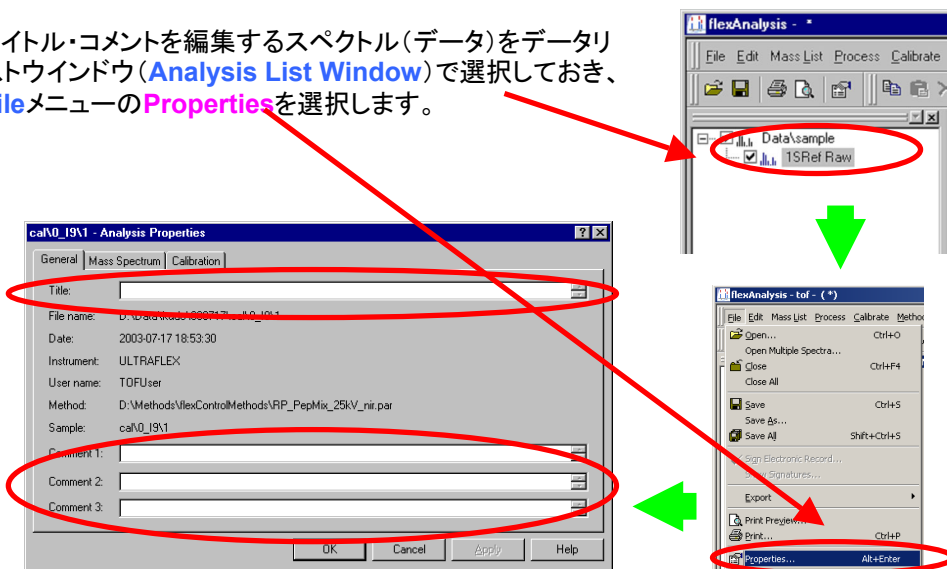 イトル・コメントを編集するスペクトル(データ)をデータリ
ストウインドウ(Analysis List Window)で選択しておき、
ileメニューのPropertiesを選択します。
flexAnalysis - *
File Edit Mass List Process Calibrate
Data\sample
1SRef Raw
cal\0_I9\1 - Analysis Properties
General Mass Spectrum Calibration
Title:
File name:
Date: 2003-07-17 18:53:30
Instrument: ULTRAFLEX
User name: TOFUser
Method: D:\Methods\flexControlMethods\RP_PepMix_25kV_nir.par
Sample: cal\0_I9\1
Comment 1:
Comment 2:
Comment 3:
OK Cancel Apply Help
flexAnalysis - tof - (*)
File Edit Mass List Process Calibrate Metho
Open... Ctrl+O
Open Multiple Spectra...
Close Ctrl+F4
Close All
Save Ctrl+S
Save As...
Save All Shift+Ctrl+S
Sign Electronic Record...
Show Signatures...
Export
Print Preview...
Print... Ctrl+P
Properties... Alt+Enter